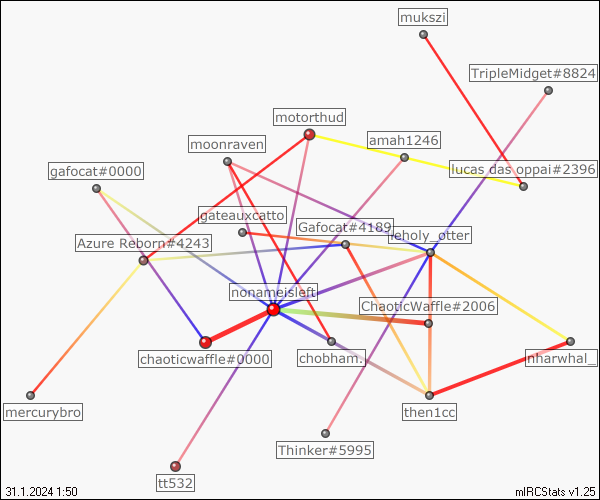 mukszi
TripleMidget#8824
motorthud
amah1246
moonraven
gafocat#0000
lucas das oppai#2396
gateauxcatto
Gafocat#4189
reholy_otter
Azure Reborn#4243
nonameisleft
ChaoticWaffle#2006
chaoticwaffle#0000
chobham.
nharwhal_
mercurybro
then1cc
Thinker#5995
tt532
31.1.2024 1:50
mIRCStats v1.25